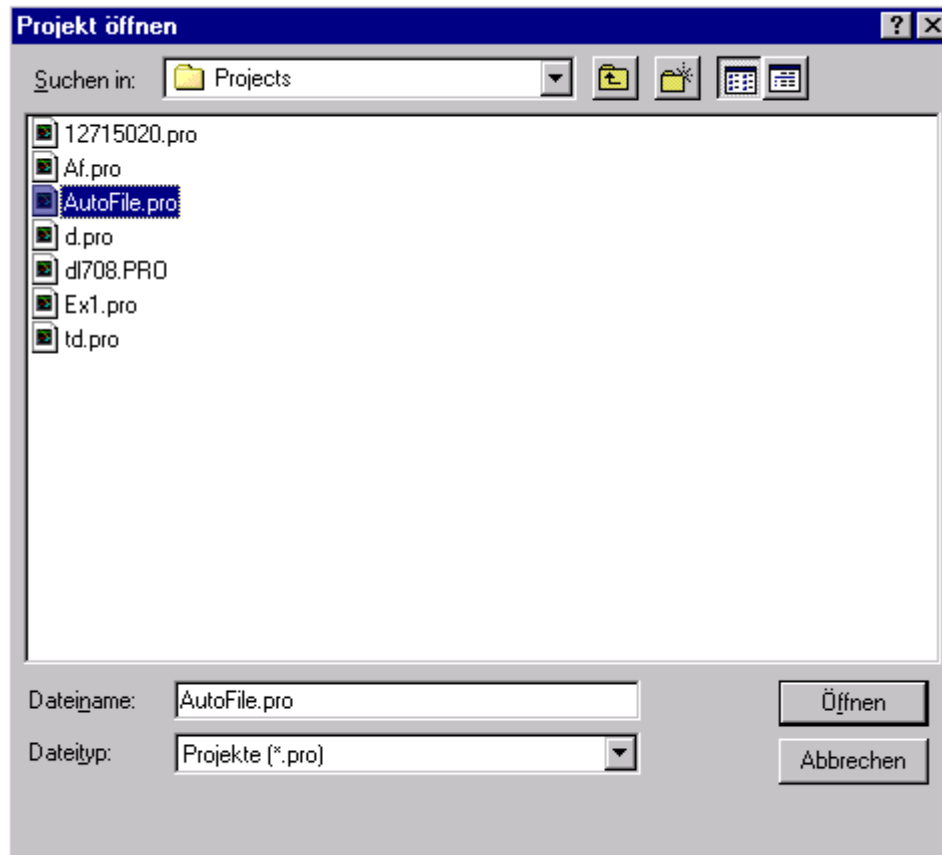 Projekt öffnen
Suchen in: Projects
12715020.pro
Af.pro
AutoFile.pro
d.pro
dl708.PRO
Ex1.pro
td.pro
Dateiname: AutoFile.pro Öffnen
Dateityp: Projekte (*.pro) Abbrechen